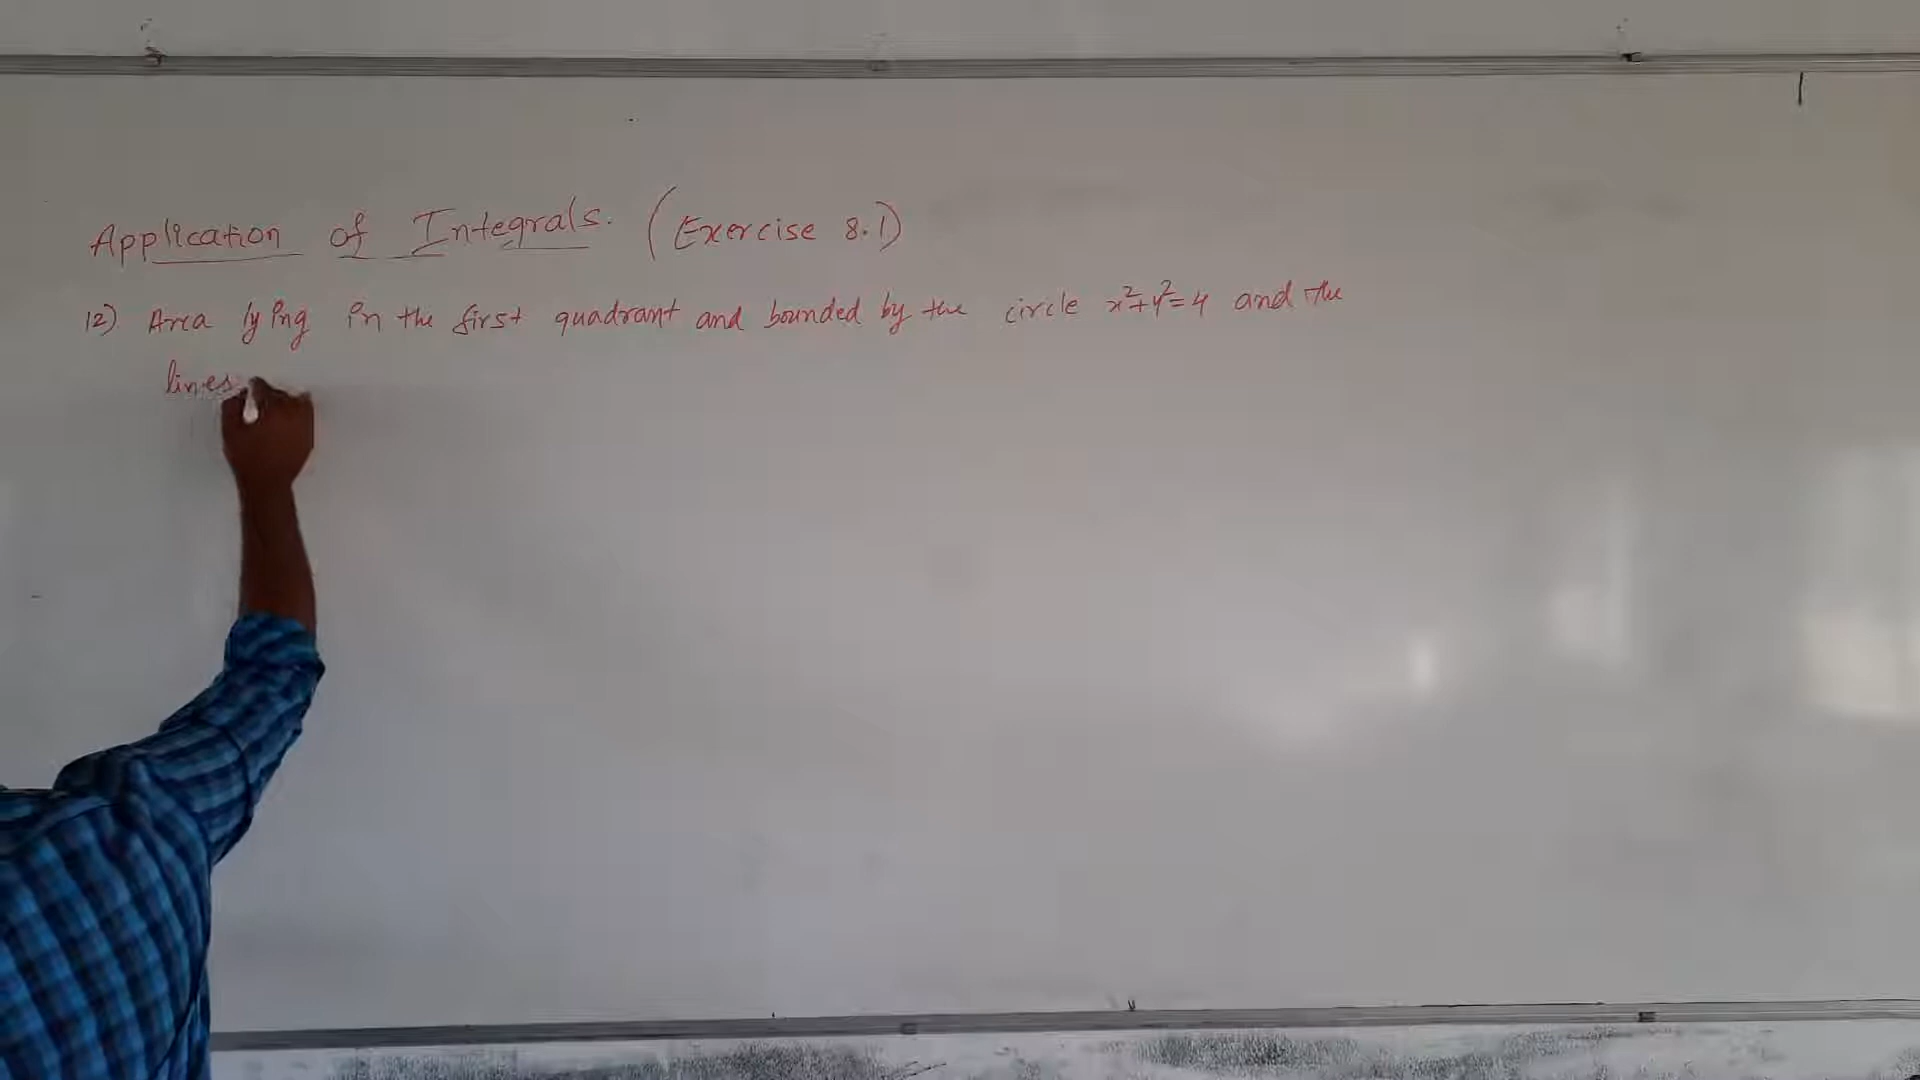 Application of Integrals. (Exercise 8.1)
12) Area lying in the first quadrant and bounded by the circle x²+y²=4 and the
lines